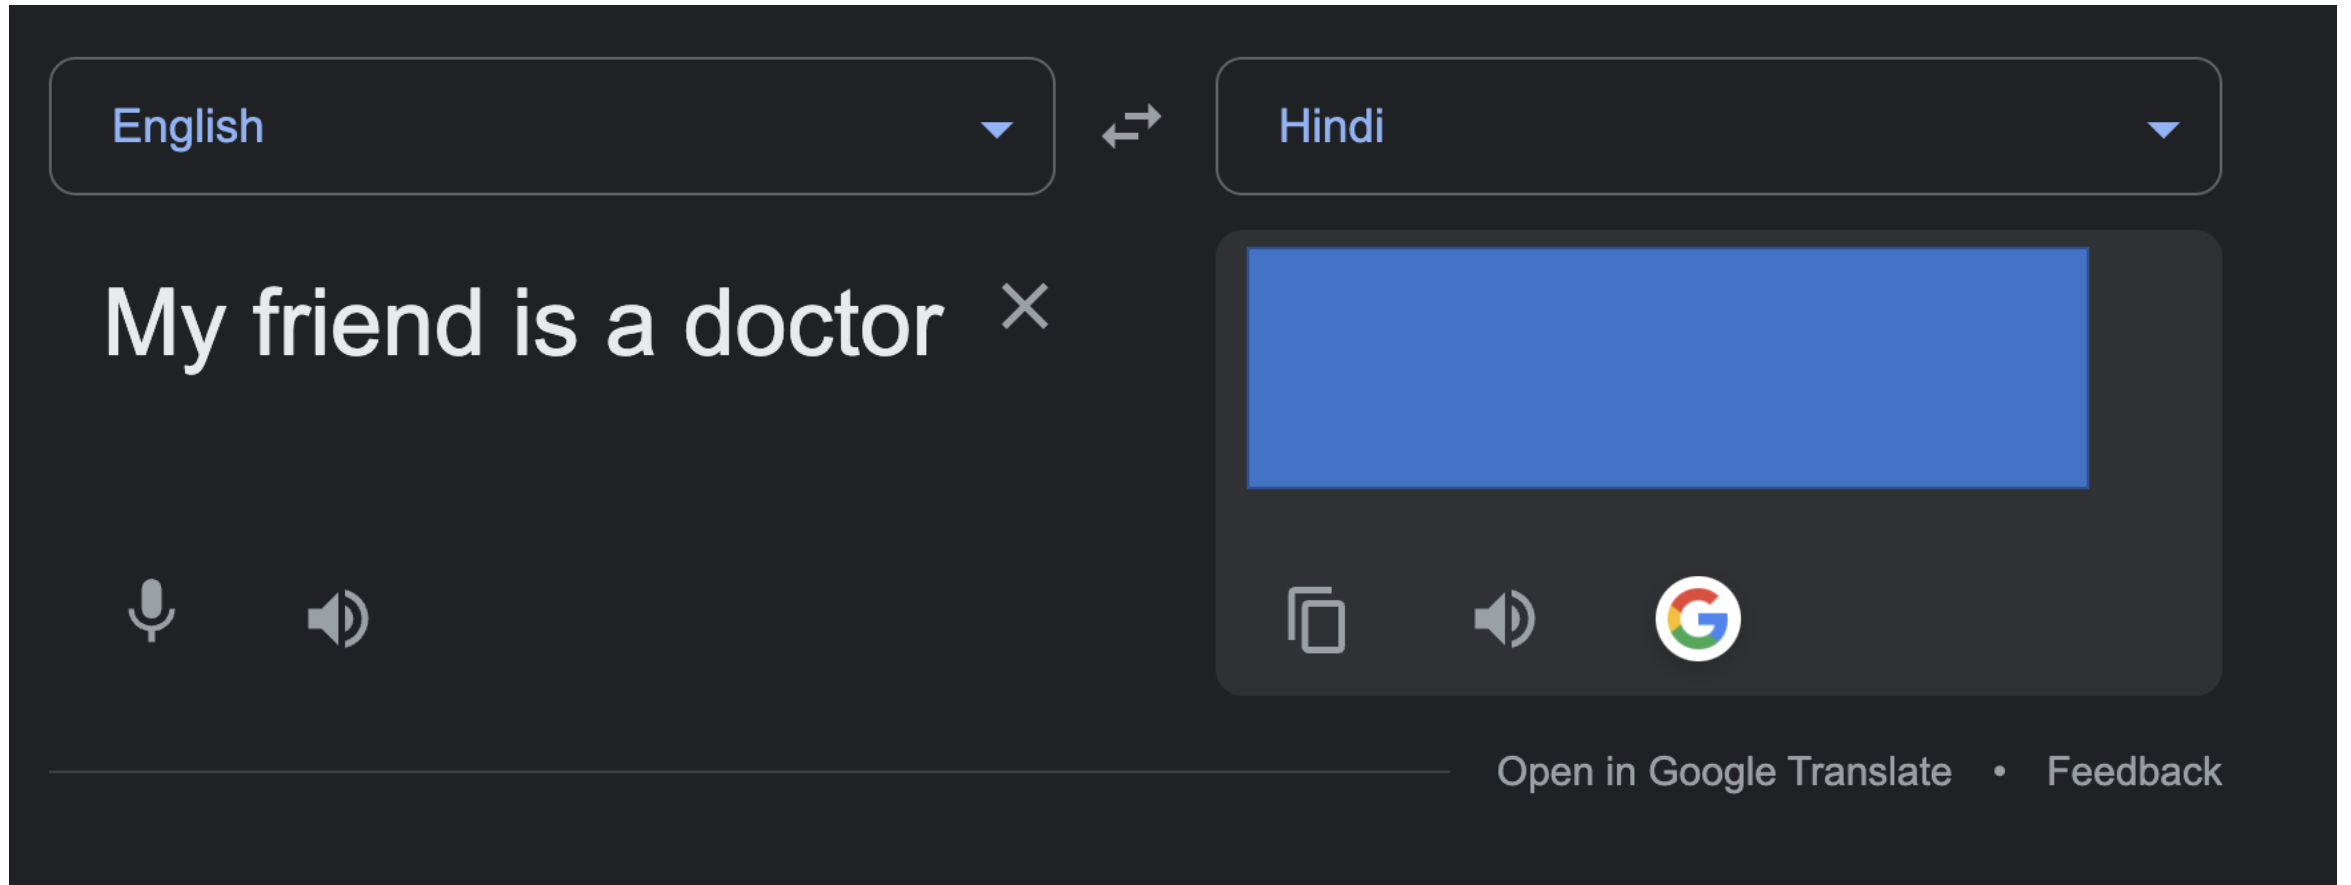 English
Hindi
My friend is a doctor
Open in Google Translate • Feedback